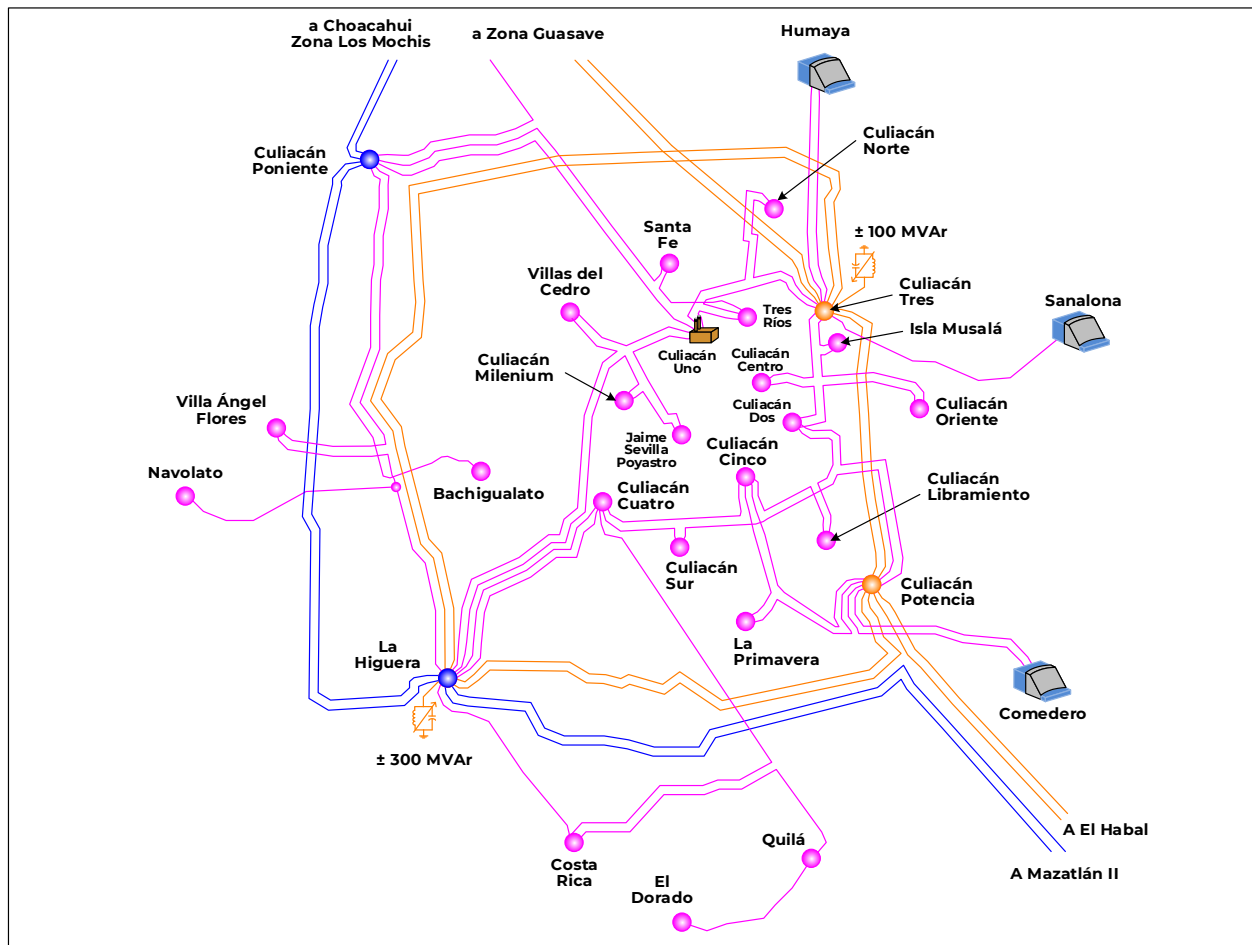 a Choacahui
Zona Los Mochis
a Zona Guasave
Humaya
Culiacán
Poniente
Culiacán
Norte
Santa
Fe
± 100 MVAr
Villas del
Cedro
Culiacán
Tres
Sanalona
Tres
Ríos
Isla Musalá
Culiacán
Uno
Culiacán
Centro
Culiacán
Milenium
Villa Ángel
Flores
Culiacán
Dos
Culiacán
Oriente
Jaime
Sevilla
Poyastro
Culiacán
Cinco
Navolato
Bachigualato
Culiacán
Cuatro
Culiacán
Libramiento
Culiacán
Sur
Culiacán
Potencia
La
Higuera
La
Primavera
Comedero
± 300 MVAr
A El Habal
A Mazatlán II
Costa
Rica
Quilá
El
Dorado